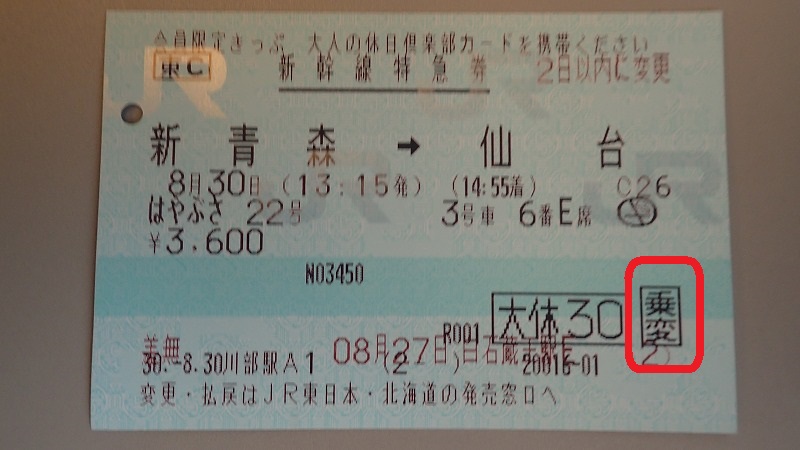 会員限定きっぷ 大人の休日倶楽部カードを携帯ください
東C 新幹線特急券 2日以内に変更
新青森 → 仙台
8月30日 (13:15発) (14:55着) C26
はやぶさ 22号 3号車 6番E席
¥3,600
N03450
R001 大休30 乗変
30.-8.30川部駅A1 (2- ) 20016-01
08月27日白石蔵王駅E 2)
変更・払戻はJR東日本・北海道の発売窓口へ